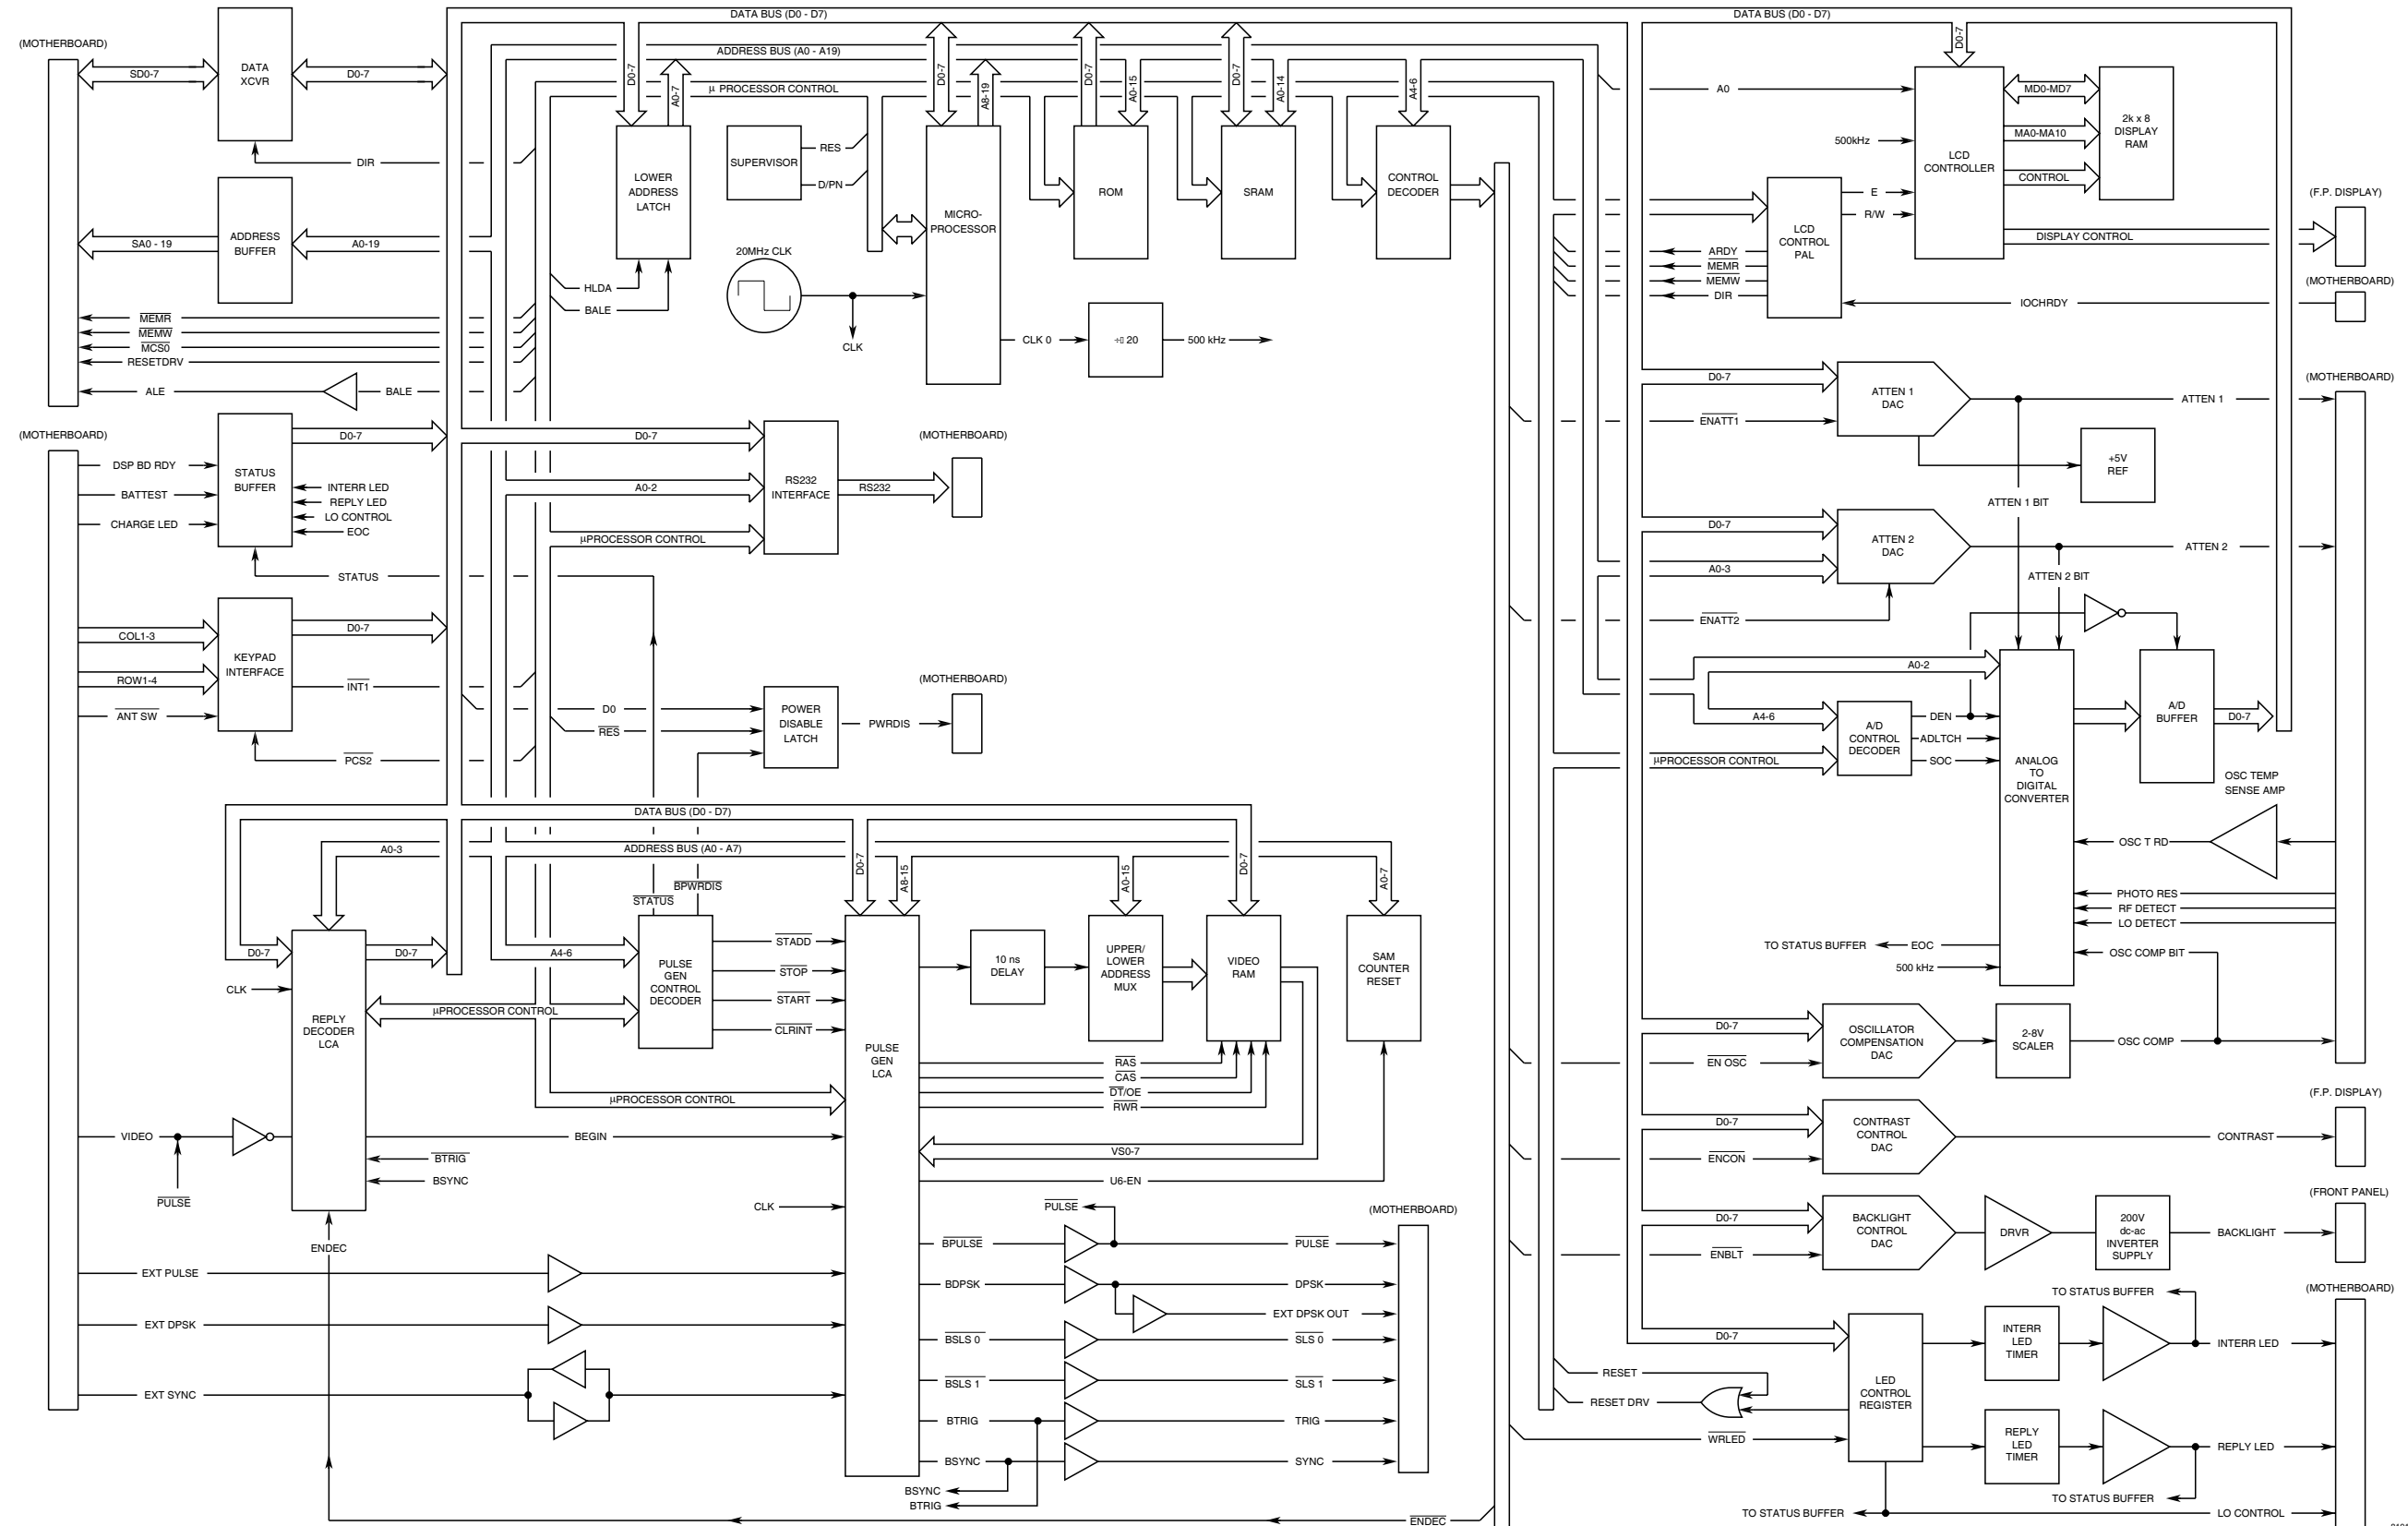 DATA BUS (D0 - D7)
DATA BUS (D0 - D7)
(MOTHERBOARD)
SD0-7
DATA
XCVR
D0-7
DIR
ADDRESS BUS (A0 - A19)
μ PROCESSOR CONTROL
D0-7
A0-7
D0-7
A8-19
D0-7
A0-15
D0-7
A0-14
A4-6
D0-7
SA0 - 19
ADDRESS
BUFFER
A0-19
LOWER
ADDRESS
LATCH
SUPERVISOR
RES
D/PN
MICRO-
PROCESSOR
ROM
SRAM
CONTROL
DECODER
20MHz CLK
CLK
HLDA
BALE
CLK 0
÷ 20
500 kHz
MEMR
MEMW
MCS0
RESETDRV
ALE
BALE
A0
500kHz
LCD
CONTROLLER
MD0-MD7
MA0-MA10
CONTROL
2k x 8
DISPLAY
RAM
E
R/W
LCD
CONTROL
PAL
ARDY
MEMR
MEMW
DIR
DISPLAY CONTROL
(F.P. DISPLAY)
(MOTHERBOARD)
IOCHRDY
(MOTHERBOARD)
DSP BD RDY
BATTEST
CHARGE LED
STATUS
BUFFER
D0-7
INTERR LED
REPLY LED
LO CONTROL
EOC
STATUS
D0-7
A0-2
μPROCESSOR CONTROL
RS232
INTERFACE
RS232
(MOTHERBOARD)
COL1-3
ROW1-4
ANT SW
KEYPAD
INTERFACE
D0-7
INT1
PCS2
D0
RES
POWER
DISABLE
LATCH
PWRDIS
(MOTHERBOARD)
D0-7
ENATT1
ATTEN 1
DAC
ATTEN 1
(MOTHERBOARD)
+5V
REF
ATTEN 1 BIT
D0-7
A0-3
ENATT2
ATTEN 2
DAC
ATTEN 2
ATTEN 2 BIT
A0-2
A4-6
μPROCESSOR CONTROL
A/D
CONTROL
DECODER
DEN
ADLTCH
SOC
ANALOG
TO
DIGITAL
CONVERTER
A/D
BUFFER
D0-7
OSC TEMP
SENSE AMP
OSC T RD
PHOTO RES
RF DETECT
LO DETECT
TO STATUS BUFFER
EOC
500 kHz
OSC COMP BIT
DATA BUS (D0 - D7)
ADDRESS BUS (A0 - A7)
A0-3
D0-7
D0-7
CLK
REPLY
DECODER
LCA
A4-6
μPROCESSOR CONTROL
STATUS
BPWRDIS
PULSE
GEN
CONTROL
DECODER
STADD
STOP
START
CLRINT
D0-7
A8-15
A0-15
D0-7
A0-7
PULSE
GEN
LCA
10 ns
DELAY
UPPER/
LOWER
ADDRESS
MUX
VIDEO
RAM
SAM
COUNTER
RESET
RAS
CAS
DT/OE
RWR
μPROCESSOR CONTROL
VIDEO
PULSE
BEGIN
BTRIG
BSYNC
VS0-7
U6-EN
CLK
ENDEC
EXT PULSE
EXT DPSK
EXT SYNC
PULSE
BPULSE
PULSE
BDPSK
DPSK
EXT DPSK OUT
BSLS 0
SLS 0
BSLS 1
SLS 1
BTRIG
TRIG
BSYNC
SYNC
BSYNC
BTRIG
(MOTHERBOARD)
ENDEC
D0-7
EN OSC
OSCILLATOR
COMPENSATION
DAC
2-8V
SCALER
OSC COMP
D0-7
ENCON
CONTRAST
CONTROL
DAC
CONTRAST
(F.P. DISPLAY)
D0-7
ENBLT
BACKLIGHT
CONTROL
DAC
DRVR
200V
dc-ac
INVERTER
SUPPLY
BACKLIGHT
(FRONT PANEL)
D0-7
RESET
RESET DRV
WRLED
LED
CONTROL
REGISTER
INTERR
LED
TIMER
TO STATUS BUFFER
INTERR LED
(MOTHERBOARD)
REPLY
LED
TIMER
REPLY LED
TO STATUS BUFFER
TO STATUS BUFFER
LO CONTROL